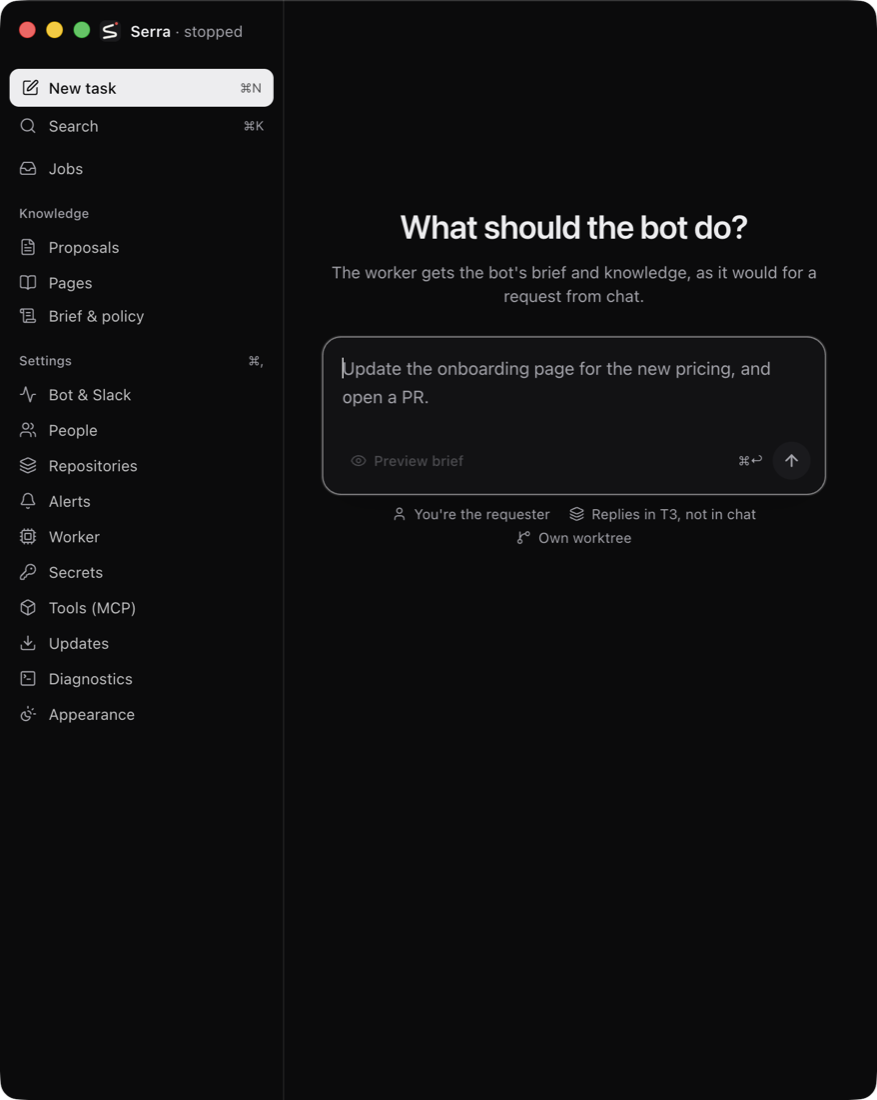 Serra · stopped
New task ⌘N
Search ⌘K
Jobs
Knowledge
Proposals
Pages
Brief & policy
Settings ⌘,
Bot & Slack
People
Repositories
Alerts
Worker
Secrets
Tools (MCP)
Updates
Diagnostics
Appearance
What should the bot do?
The worker gets the bot's brief and knowledge, as it would for a
request from chat.
Update the onboarding page for the new pricing, and
open a PR.
Preview brief ⌘↩
You're the requester Replies in T3, not in chat
Own worktree